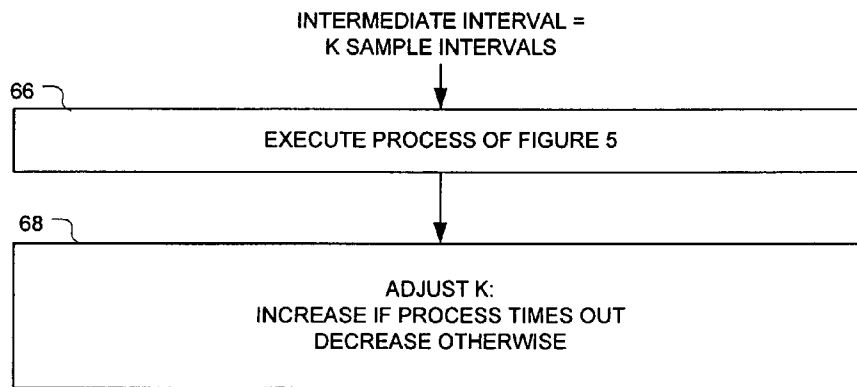 INTERMEDIATE INTERVAL =
K SAMPLE INTERVALS
66
EXECUTE PROCESS OF FIGURE 5
68
ADJUST K:
INCREASE IF PROCESS TIMES OUT
DECREASE OTHERWISE